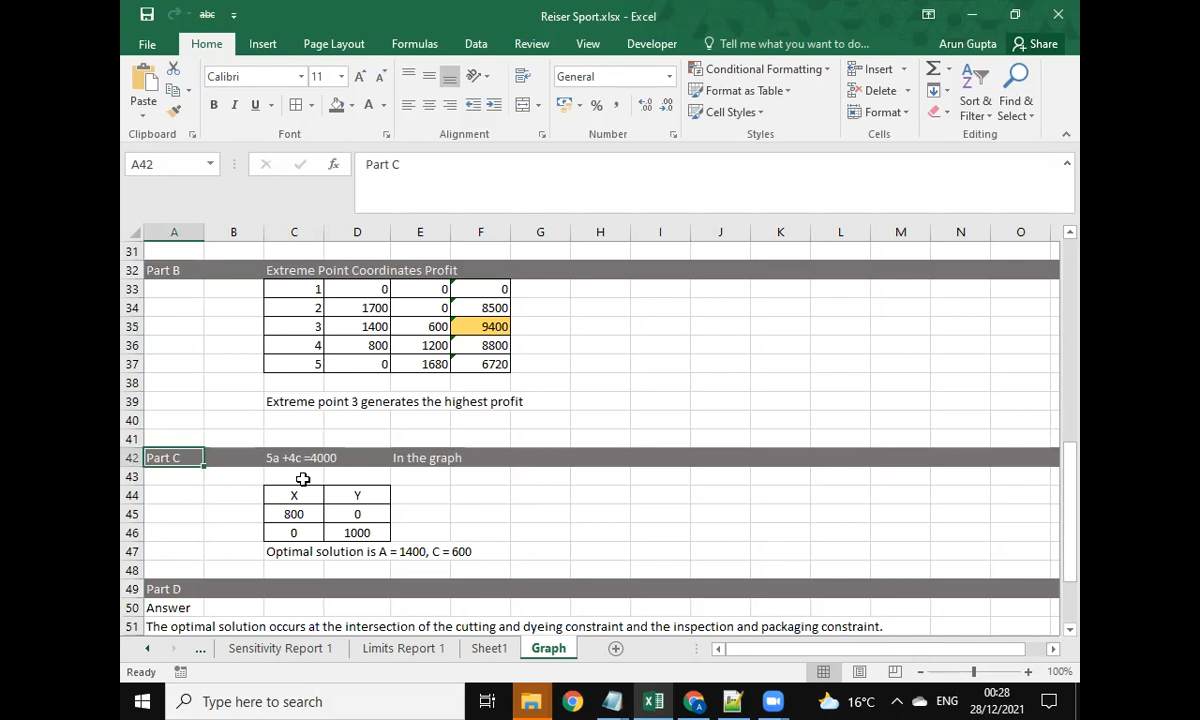 abc
Reiser Sport.xlsx - Excel
File Home Insert Page Layout Formulas Data Review View Developer Tell me what you want to do... Arun Gupta Share
Paste
Calibri 11
General
Conditional Formatting
Format as Table
Cell Styles
Insert
Delete
Format
Sort & Filter
Find & Select
B I U
A
%
Clipboard Font Alignment Number Styles Cells Editing
A42 fx Part C
A B C D E F G H I J K L M N O
31
32 Part B Extreme Point Coordinates Profit
33 1 0 0 0
34 2 1700 0 8500
35 3 1400 600 9400
36 4 800 1200 8800
37 5 0 1680 6720
38
39 Extreme point 3 generates the highest profit
40
41
42 Part C 5a +4c =4000 In the graph
43
44 X Y
45 800 0
46 0 1000
47 Optimal solution is A = 1400, C = 600
48
49 Part D
50 Answer
51 The optimal solution occurs at the intersection of the cutting and dyeing constraint and the inspection and packaging constraint.
... Sensitivity Report 1 Limits Report 1 Sheet1 Graph
Ready 100%
Type here to search 16°C ENG 00:28
28/12/2021